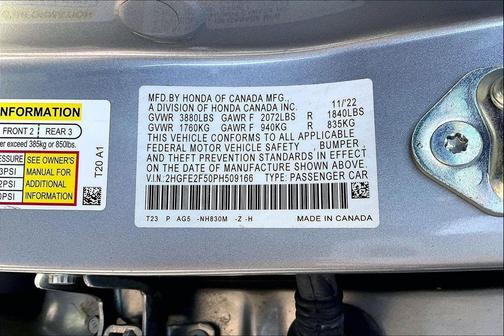 INFORMATION
FRONT 2 REAR 3
er exceed 385kg or 850lbs.
SEE OWNER'S
MANUAL FOR
ADDITIONAL
INFORMATION
T20 A1
MFD.BY HONDA OF CANADA MFG.,
A DIVISION OF HONDA CANADA INC. 11/'22
GVWR 3880LBS GAWR F 2072LBS R 1840LBS
GVWR 1760KG GAWR F 940KG R 835KG
THIS VEHICLE CONFORMS TO ALL APPLICABLE
FEDERAL MOTOR VEHICLE SAFETY , BUMPER ,
AND THEFT PREVENTION STANDARDS IN EFFECT
ON THE DATE OF MANUFACTURE SHOWN ABOVE
V.I.N: 2HGFE2F50PH509166 TYPE: PASSENGER CAR
T23 P AG5 -NH830M -Z -H MADE IN CANADA